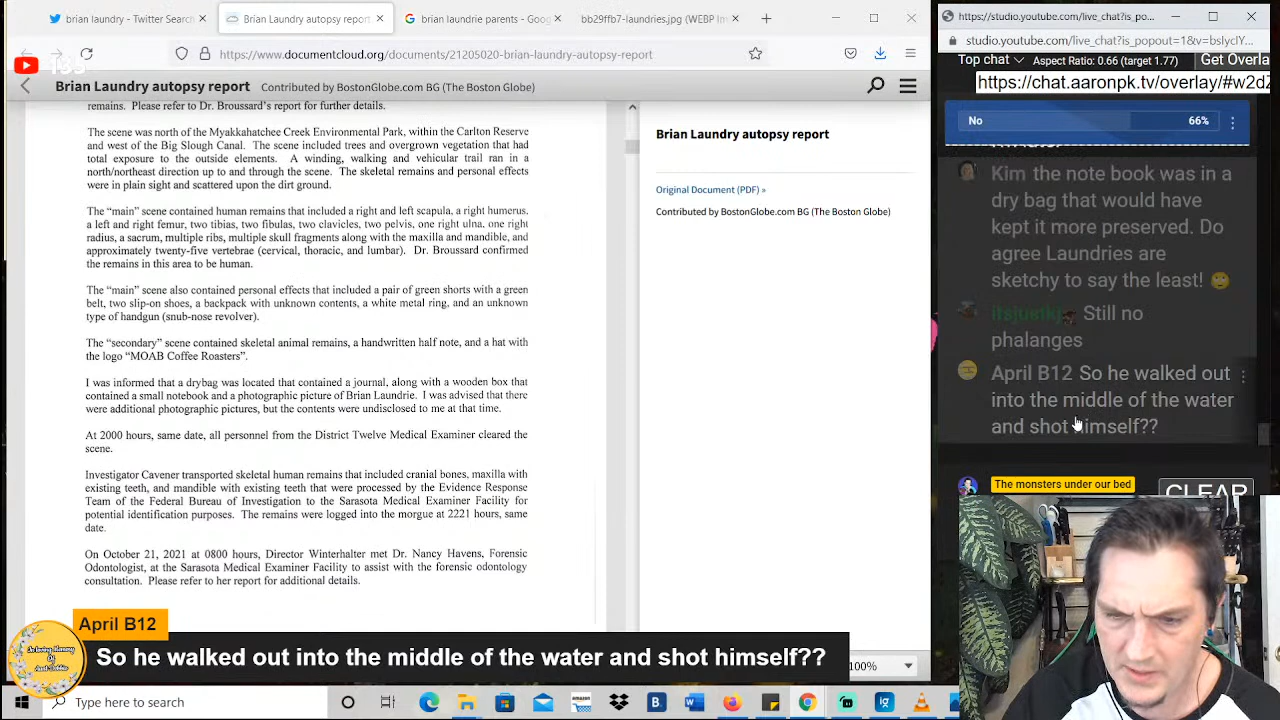 brian laundry - Twitter Search
Brian Laundry autopsy report
brian laundrie parents - Goog
bb29ffb7-laundries.jpg (WEBP Im
https://www.documentcloud.org/documents/21205100-brian-laundry-autopsy-report
Brian Laundry autopsy report Contributed by BostonGlobe.com BG (The Boston Globe)
remains. Please refer to Dr. Broussard's report for further details.
The scene was north of the Myakkahatchee Creek Environmental Park, within the Carlton Reserve
and west of the Big Slough Canal. The scene included trees and overgrown vegetation that had
total exposure to the outside elements. A winding, walking and vehicular trail ran in a
north/northeast direction up to and through the scene. The skeletal remains and personal effects
were in plain sight and scattered upon the dirt ground.
The "main" scene contained human remains that included a right and left scapula, a right humerus,
a left and right femur, two tibias, two fibulas, two clavicles, two pelvis, one right ulna, one right
radius, a sacrum, multiple ribs, multiple skull fragments along with the maxilla and mandible, and
approximately twenty-five vertebrae (cervical, thoracic, and lumbar). Dr. Broussard confirmed
the remains in this area to be human.
The "main" scene also contained personal effects that included a pair of green shorts with a green
belt, two slip-on shoes, a backpack with unknown contents, a white metal ring, and an unknown
type of handgun (snub-nose revolver).
The "secondary" scene contained skeletal animal remains, a handwritten half note, and a hat with
the logo "MOAB Coffee Roasters".
I was informed that a drybag was located that contained a journal, along with a wooden box that
contained a small notebook and a photographic picture of Brian Laundrie. I was advised that there
were additional photographic pictures, but the contents were undisclosed to me at that time.
At 2000 hours, same date, all personnel from the District Twelve Medical Examiner cleared the
scene.
Investigator Cavener transported skeletal human remains that included cranial bones, maxilla with
existing teeth, and mandible with existing teeth that were processed by the Evidence Response
Team of the Federal Bureau of Investigation to the Sarasota Medical Examiner Facility for
potential identification purposes. The remains were logged into the morgue at 2221 hours, same
date.
On October 21, 2021 at 0800 hours, Director Winterhalter met Dr. Nancy Havens, Forensic
Odontologist, at the Sarasota Medical Examiner Facility to assist with the forensic odontology
consultation. Please refer to her report for additional details.
Brian Laundry autopsy report
Original Document (PDF) »
Contributed by BostonGlobe.com BG (The Boston Globe)
100%
https://studio.youtube.com/live_chat?is_po...
studio.youtube.com/live_chat?is_popout=1&v=bslycIY
Top chat Aspect Ratio: 0.66 (target 1.77) Get Overla
https://chat.aaronpk.tv/overlay/#w2dZ
No 66%
Kim the note book was in a
dry bag that would have
kept it more preserved. Do
agree Laundries are
sketchy to say the least!
itsjustkj Still no
phalanges
April B12 So he walked out
into the middle of the water
and shot himself??
The monsters under our bed
CLEAR
April B12
So he walked out into the middle of the water and shot himself??
Type here to search